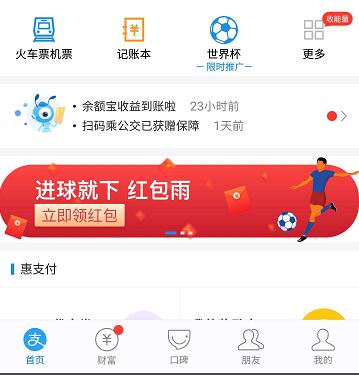 收能量
火车票机票
记账本
世界杯
更多
限时推广
余额宝收益到账啦 23小时前
扫码乘公交已获赠保障 1天前
进球就下 红包雨
立即领红包
惠支付
支
首页
财富
口碑
朋友
我的